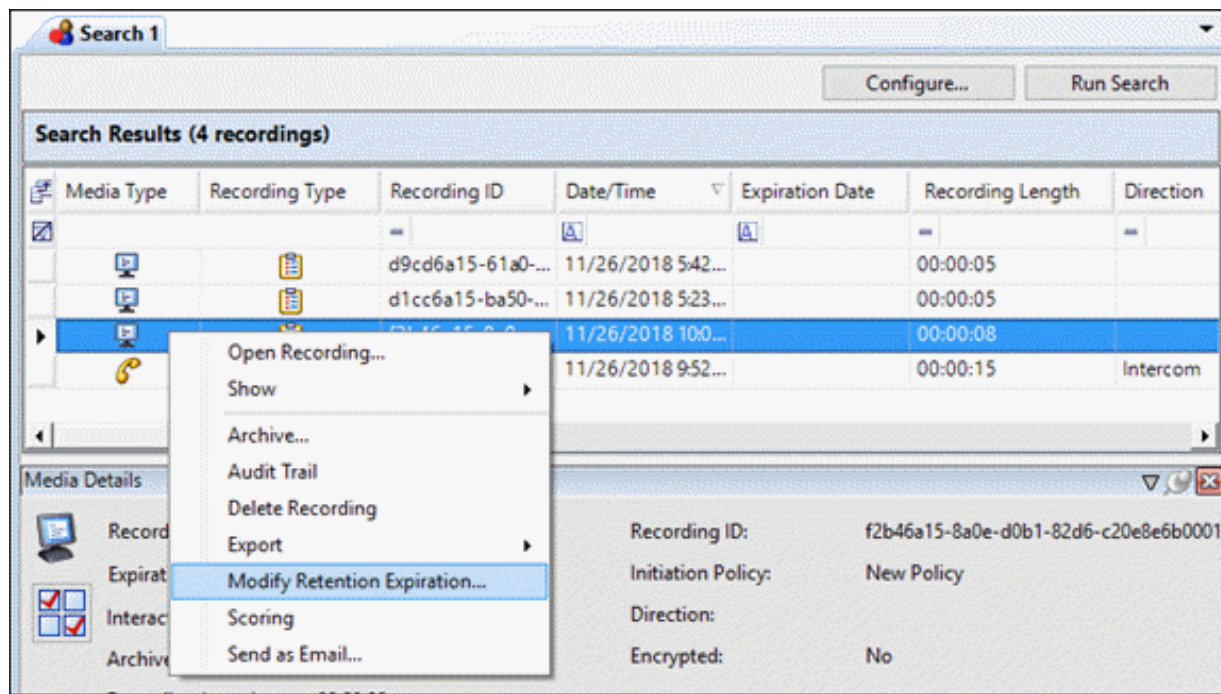 Search 1
Configure... Run Search
Search Results (4 recordings)
Media Type Recording Type Recording ID Date/Time Expiration Date Recording Length Direction
= A A = =
d9cd6a15-61a0-... 11/26/2018 5:42... 00:00:05
d1cc6a15-ba50-... 11/26/2018 5:23... 00:00:05
11/26/2018 10:0... 00:00:08
11/26/2018 9:52... 00:00:15 Intercom
Open Recording...
Show
Archive...
Audit Trail
Delete Recording
Export
Modify Retention Expiration...
Scoring
Send as Email...
Media Details
Record Recording ID: f2b46a15-8a0e-d0b1-82d6-c20e8e6b0001
Expirat Initiation Policy: New Policy
Interac Direction:
Archive Encrypted: No